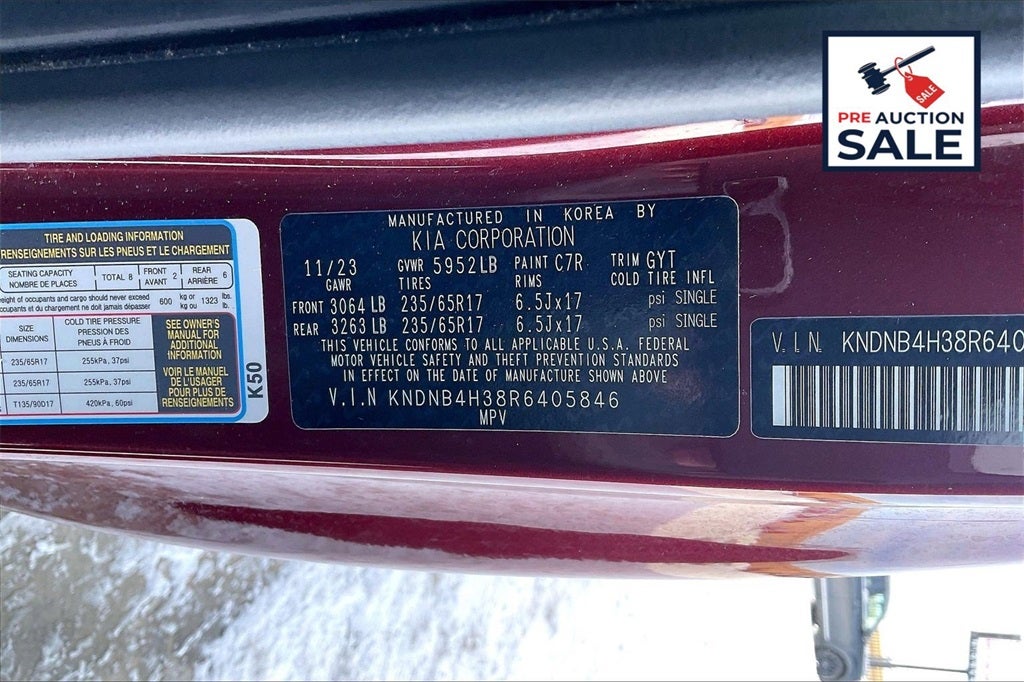 SALE
PRE AUCTION
SALE
TIRE AND LOADING INFORMATION
RENSEIGNEMENTS SUR LES PNEUS ET LE CHARGEMENT
SEATING CAPACITY
NOMBRE DE PLACES
TOTAL 8
FRONT
AVANT 2
REAR
ARRIÈRE 6
weight of occupants and cargo should never exceed
occupants et du chargement ne doit jamais dépasser
600 kg or 1323 lbs.
kg ou lb.
SIZE
DIMENSIONS
COLD TIRE PRESSURE
PRESSION DES
PNEUS À FROID
235/65R17 255kPa, 37psi
235/65R17 255kPa, 37psi
T135/90D17 420kPa, 60psi
SEE OWNER'S
MANUAL FOR
ADDITIONAL
INFORMATION
VOIR LE MANUEL
DE L'USAGER
POUR PLUS DE
RENSEIGNEMENTS
K50
MANUFACTURED IN KOREA BY
KIA CORPORATION
11/23 GVWR 5952LB PAINT C7R TRIM GYT
GAWR TIRES RIMS COLD TIRE INFL
FRONT 3064 LB 235/65R17 6.5Jx17 psi SINGLE
REAR 3263 LB 235/65R17 6.5Jx17 psi SINGLE
THIS VEHICLE CONFORMS TO ALL APPLICABLE U.S.A. FEDERAL
MOTOR VEHICLE SAFETY AND THEFT PREVENTION STANDARDS
IN EFFECT ON THE DATE OF MANUFACTURE SHOWN ABOVE
V.I.N KNDNB4H38R6405846
MPV
V.I.N. KNDNB4H38R640